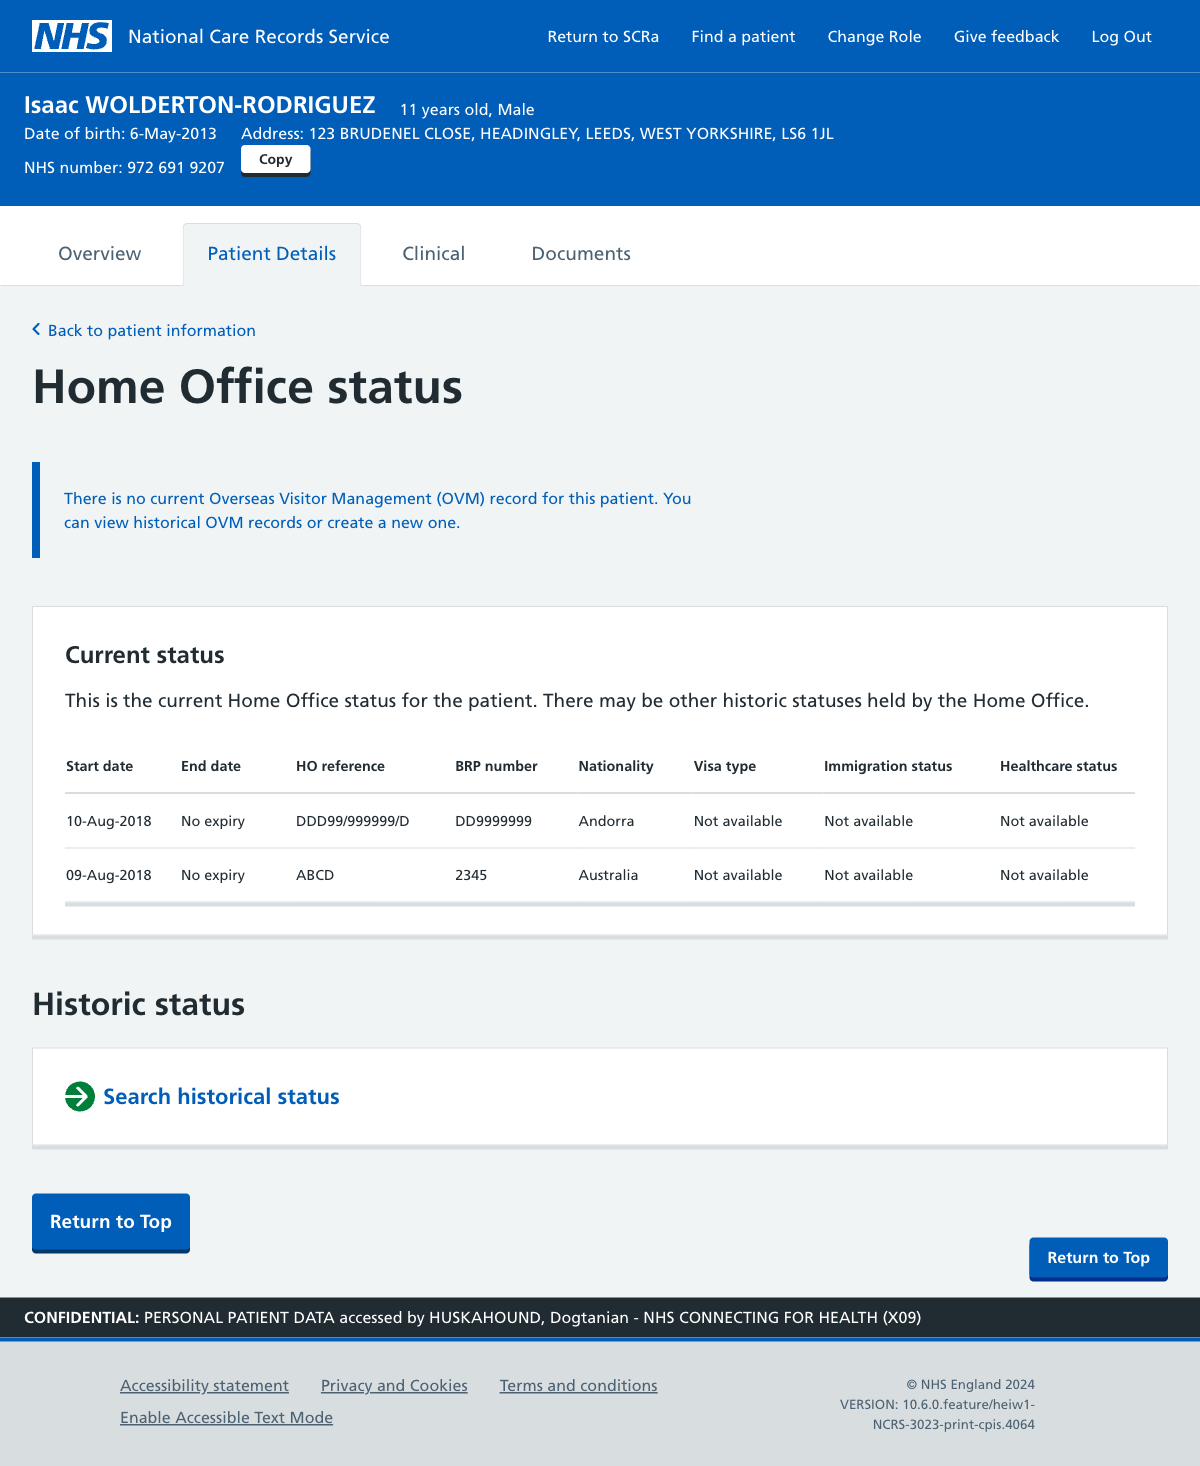 NHS National Care Records Service Return to SCRa Find a patient Change Role Give feedback Log Out
Isaac WOLDERTON-RODRIGUEZ 11 years old, Male
Date of birth: 6-May-2013 Address: 123 BRUDENEL CLOSE, HEADINGLEY, LEEDS, WEST YORKSHIRE, LS6 1JL
NHS number: 972 691 9207 Copy
Overview Patient Details Clinical Documents
Back to patient information
Home Office status
There is no current Overseas Visitor Management (OVM) record for this patient. You
can view historical OVM records or create a new one.
Current status
This is the current Home Office status for the patient. There may be other historic statuses held by the Home Office.
Start date End date HO reference BRP number Nationality Visa type Immigration status Healthcare status
10-Aug-2018 No expiry DDD99/999999/D DD9999999 Andorra Not available Not available Not available
09-Aug-2018 No expiry ABCD 2345 Australia Not available Not available Not available
Historic status
Search historical status
Return to Top
Return to Top
CONFIDENTIAL: PERSONAL PATIENT DATA accessed by HUSKAHOUND, Dogtanian - NHS CONNECTING FOR HEALTH (X09)
Accessibility statement Privacy and Cookies Terms and conditions
Enable Accessible Text Mode
© NHS England 2024
VERSION: 10.6.0.feature/heiw1-
NCRS-3023-print-cpis.4064